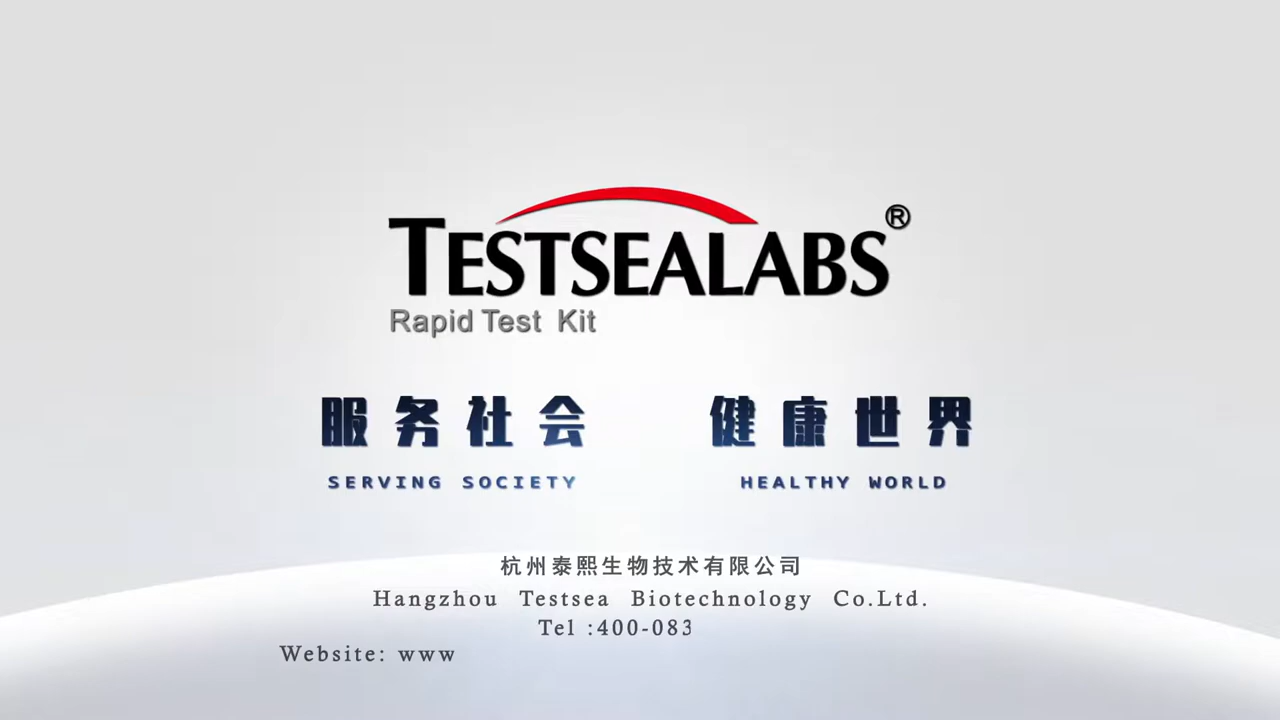 TESTSEALABS®
Rapid Test Kit
服务社会 健康世界
SERVING SOCIETY HEALTHY WORLD
杭州泰熙生物技术有限公司
Hangzhou Testsea Biotechnology Co.Ltd.
Tel :400-083
Website: www